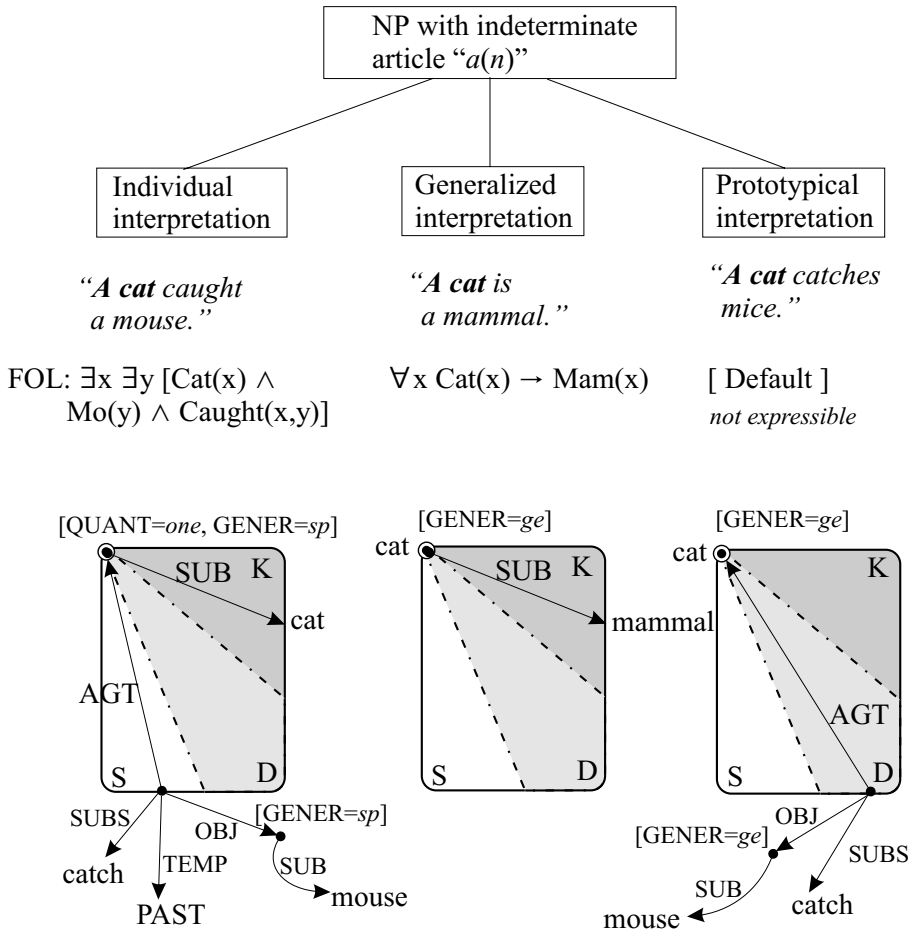 NP with indeterminate
article “a(n)”
Individual
interpretation
Generalized
interpretation
Prototypical
interpretation
“A cat caught
a mouse.”
“A cat is
a mammal.”
“A cat catches
mice.”
FOL: ∃x ∃y [Cat(x) ∧
Mo(y) ∧ Caught(x,y)]
∀x Cat(x) → Mam(x)
[ Default ]
not expressible
[QUANT=one, GENER=sp]
SUB
K
cat
AGT
S
D
SUBS
catch
TEMP
PAST
OBJ
[GENER=sp]
SUB
mouse
[GENER=ge]
cat
SUB
K
mammal
S
D
[GENER=ge]
cat
K
AGT
S
D
OBJ
[GENER=ge]
SUBS
SUB
catch
mouse